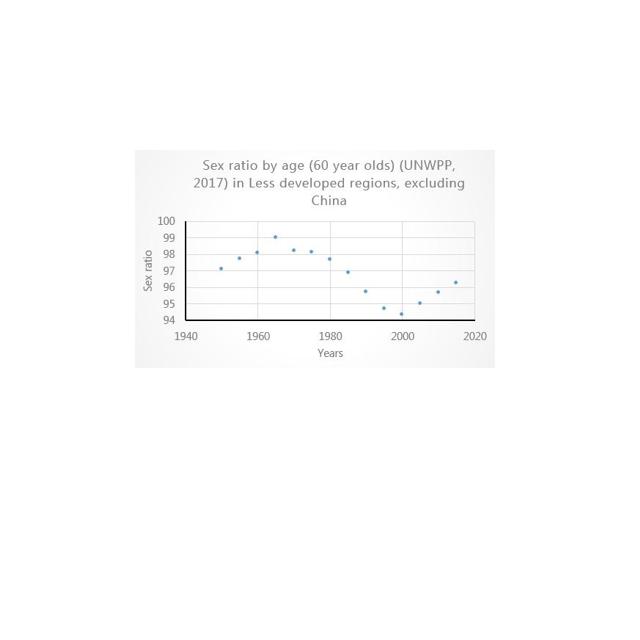 Sex ratio by age (60 year olds) (UNWPP,
2017) in Less developed regions, excluding
China
100
99
98
97
96
95
94
Sex ratio
1940
1960
1980
2000
2020
Years